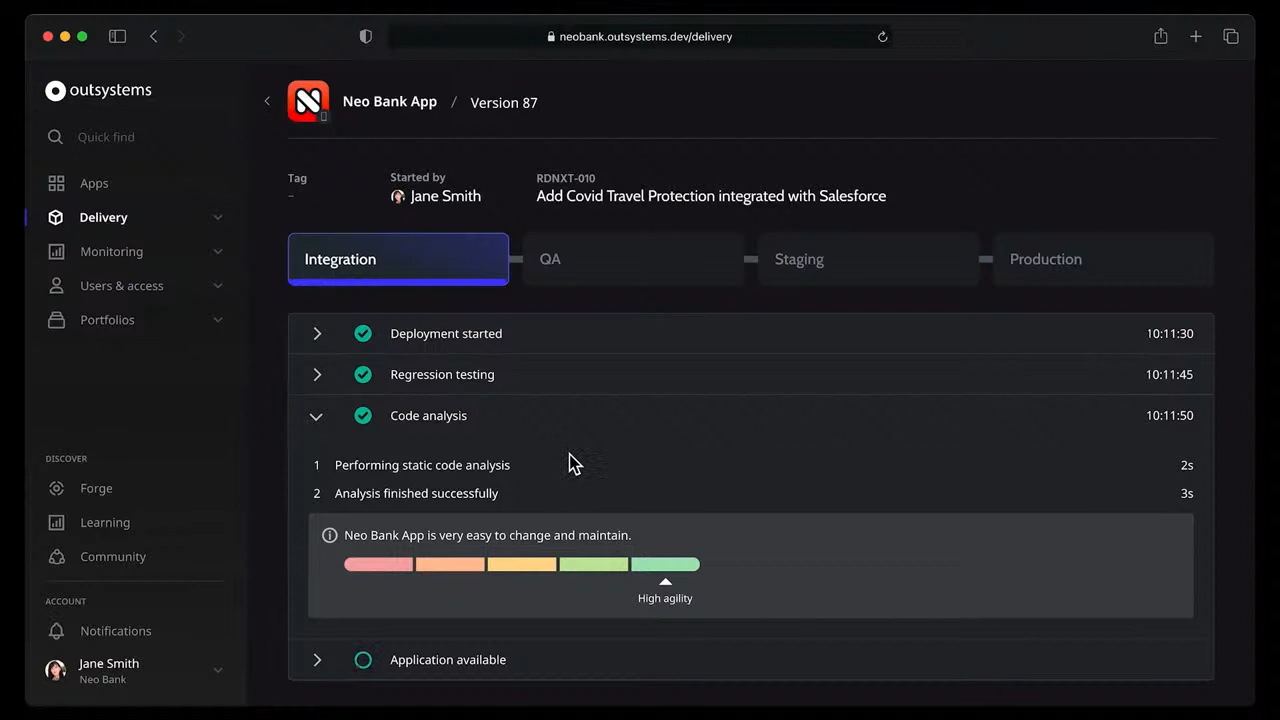 neobank.outsystems.dev/delivery
outsystems
Quick find
Apps
Delivery
Monitoring
Users & access
Portfolios
DISCOVER
Forge
Learning
Community
ACCOUNT
Notifications
Jane Smith
Neo Bank
N
Neo Bank App / Version 87
Tag
–
Started by
Jane Smith
RDNXT-010
Add Covid Travel Protection integrated with Salesforce
Integration
QA
Staging
Production
Deployment started 10:11:30
Regression testing 10:11:45
Code analysis 10:11:50
1 Performing static code analysis 2s
2 Analysis finished successfully 3s
Neo Bank App is very easy to change and maintain.
High agility
Application available